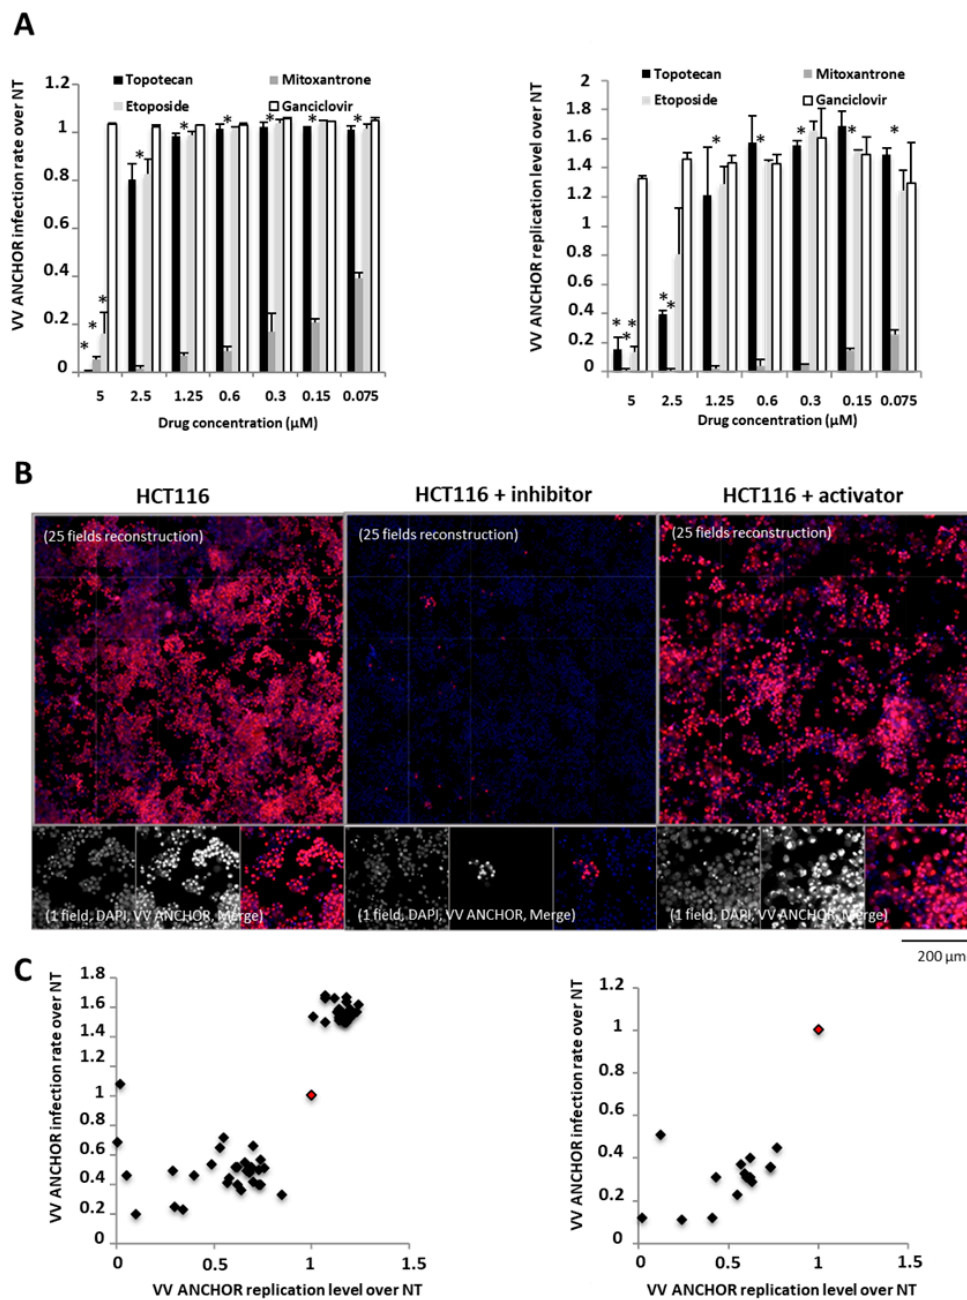 A
Topotecan
Mitoxantrone
Etoposide
Ganciclovir
VV ANCHOR infection rate over NT
1.2
1
0.8
0.6
0.4
0.2
0
* * * * * * * * *
5 2.5 1.25 0.6 0.3 0.15 0.075
Drug concentration (μM)
Topotecan
Mitoxantrone
Etoposide
Ganciclovir
VV ANCHOR replication level over NT
2
1.8
1.6
1.4
1.2
1
0.8
0.6
0.4
0.2
0
* * * * * * * * * *
5 2.5 1.25 0.6 0.3 0.15 0.075
Drug concentration (μM)
B
HCT116
HCT116 + inhibitor
HCT116 + activator
(25 fields reconstruction)
(25 fields reconstruction)
(25 fields reconstruction)
(1 field, DAPI, VV ANCHOR, Merge)
(1 field, DAPI, VV ANCHOR, Merge)
(1 field, DAPI, VV ANCHOR, Merge)
200 μm
C
VV ANCHOR infection rate over NT
1.8
1.6
1.4
1.2
1
0.8
0.6
0.4
0.2
0
0 0.5 1 1.5
VV ANCHOR replication level over NT
VV ANCHOR infection rate over NT
1.2
1
0.8
0.6
0.4
0.2
0
0 0.5 1 1.5
VV ANCHOR replication level over NT